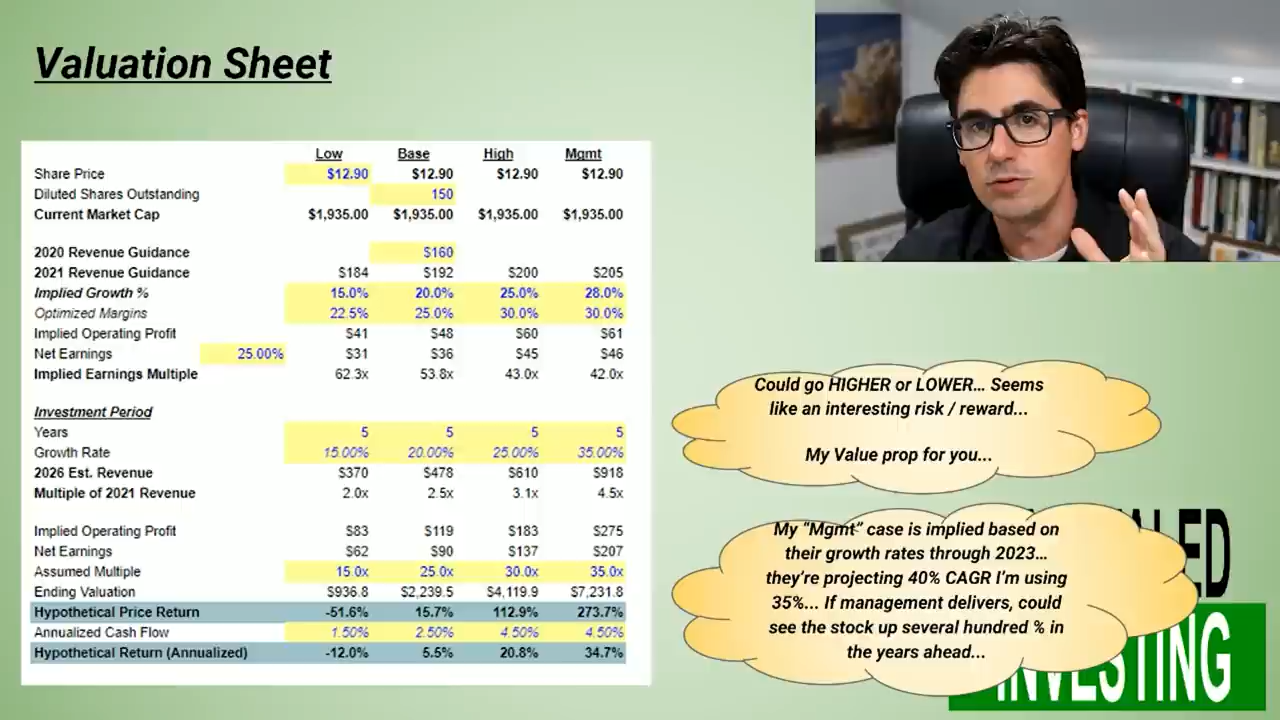 Valuation Sheet
Low Base High Mgmt
Share Price $12.90 $12.90 $12.90 $12.90
Diluted Shares Outstanding 150
Current Market Cap $1,935.00 $1,935.00 $1,935.00 $1,935.00
2020 Revenue Guidance $160
2021 Revenue Guidance $184 $192 $200 $205
Implied Growth % 15.0% 20.0% 25.0% 28.0%
Optimized Margins 22.5% 25.0% 30.0% 30.0%
Implied Operating Profit $41 $48 $60 $61
Net Earnings 25.00% $31 $36 $45 $46
Implied Earnings Multiple 62.3x 53.8x 43.0x 42.0x
Investment Period
Years 5 5 5 5
Growth Rate 15.00% 20.00% 25.00% 35.00%
2026 Est. Revenue $370 $478 $610 $918
Multiple of 2021 Revenue 2.0x 2.5x 3.1x 4.5x
Implied Operating Profit $83 $119 $183 $275
Net Earnings $62 $90 $137 $207
Assumed Multiple 15.0x 25.0x 30.0x 35.0x
Ending Valuation $936.8 $2,239.5 $4,119.9 $7,231.8
Hypothetical Price Return -51.6% 15.7% 112.9% 273.7%
Annualized Cash Flow 1.50% 2.50% 4.50% 4.50%
Hypothetical Return (Annualized) -12.0% 5.5% 20.8% 34.7%
Could go HIGHER or LOWER... Seems
like an interesting risk / reward...
My Value prop for you...
My “Mgmt” case is implied based on
their growth rates through 2023...
they're projecting 40% CAGR I'm using
35%... If management delivers, could
see the stock up several hundred % in
the years ahead...
INVESTING